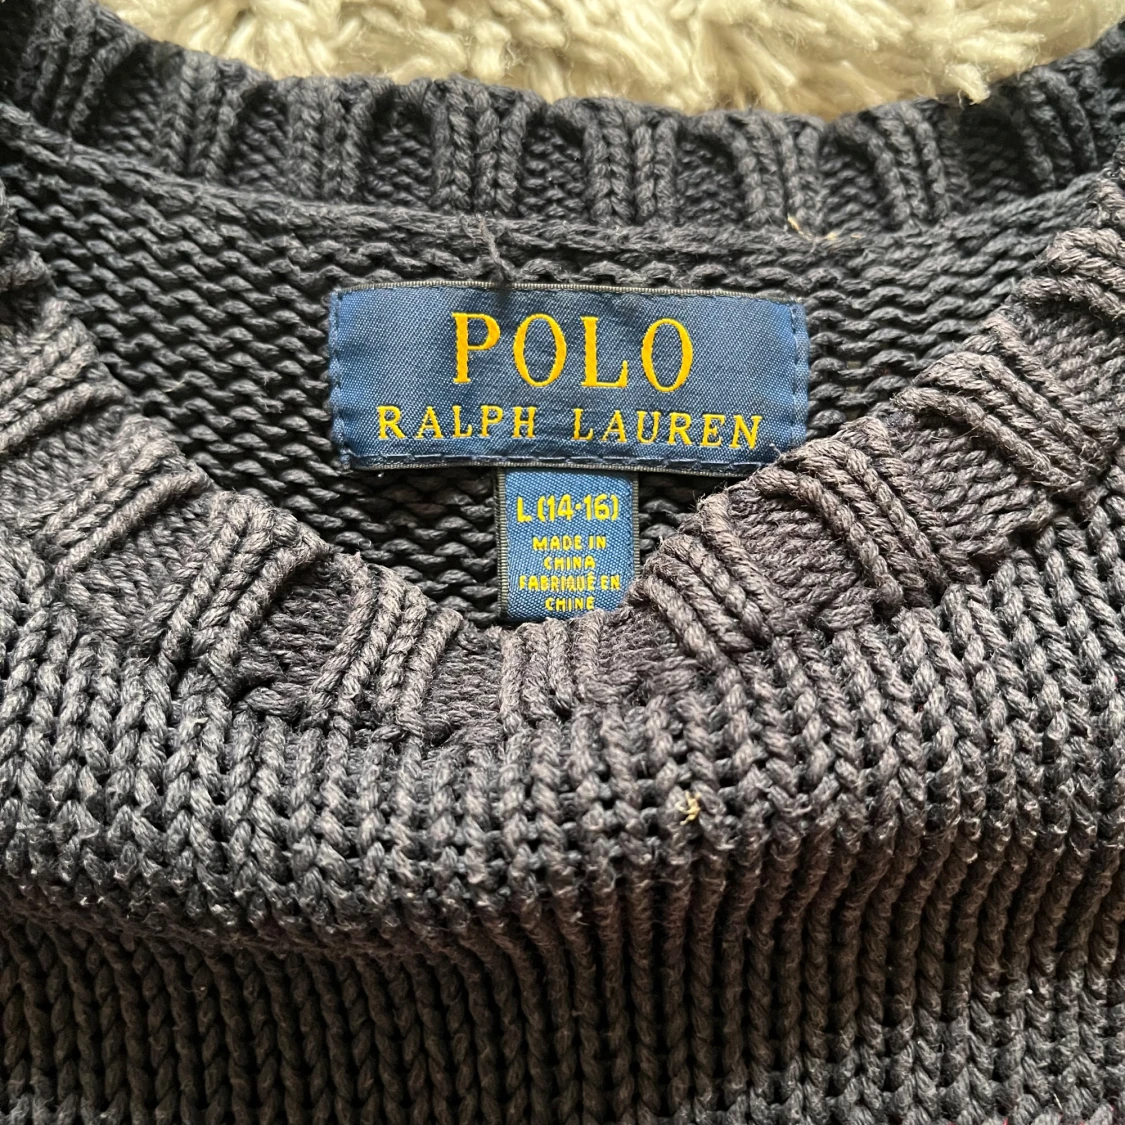 POLO
RALPH LAUREN
L (14-16)
MADE IN
CHINA
FABRIQUÉ EN
CHINE